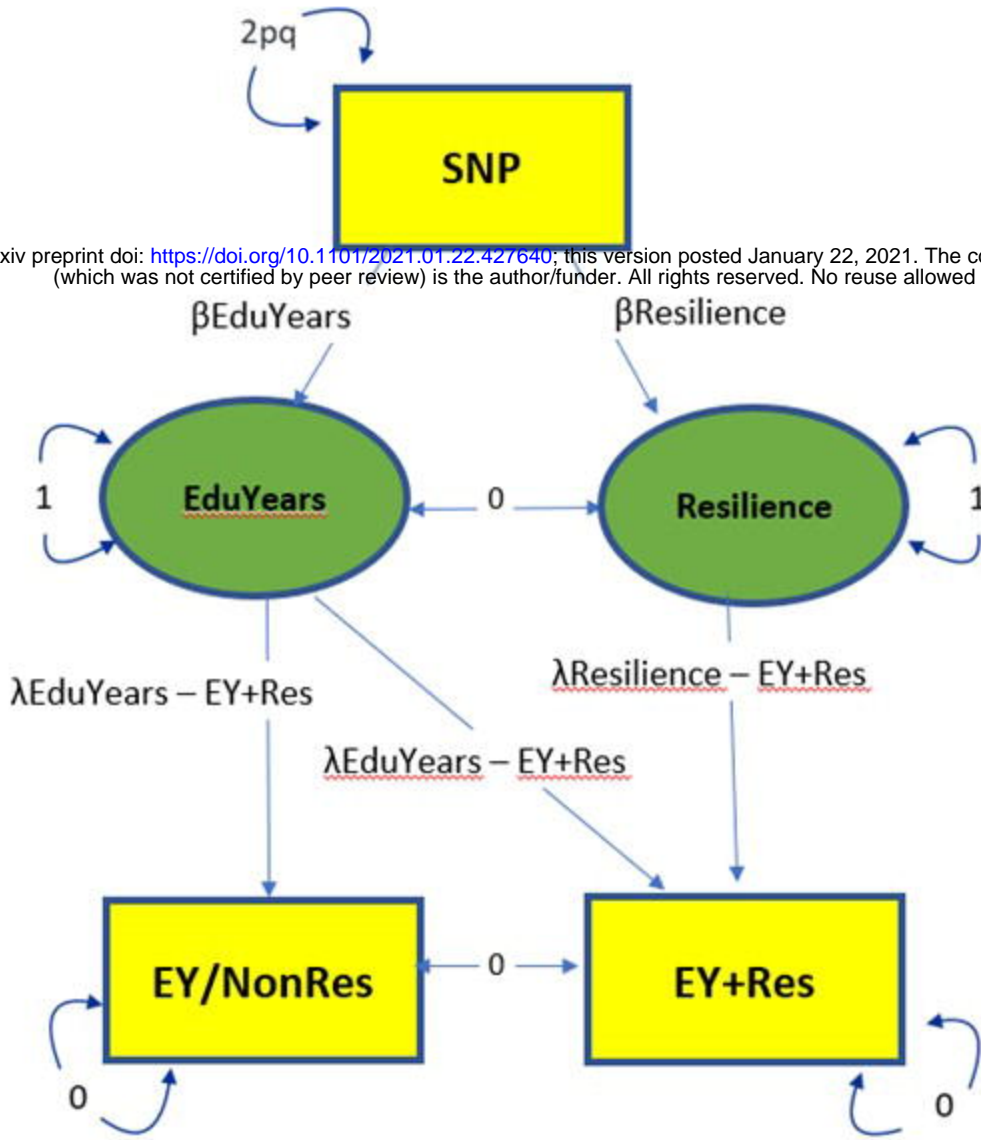 2pq
SNP
xiv preprint doi: https://doi.org/10.1101/2021.01.22.427640; this version posted January 22, 2021. The co
(which was not certified by peer review) is the author/funder. All rights reserved. No reuse allowed
βEduYears
βResilience
1
EduYears
0
Resilience
1
λEduYears – EY+Res
λResilience – EY+Res
λEduYears – EY+Res
EY/NonRes
0
EY+Res
0
0